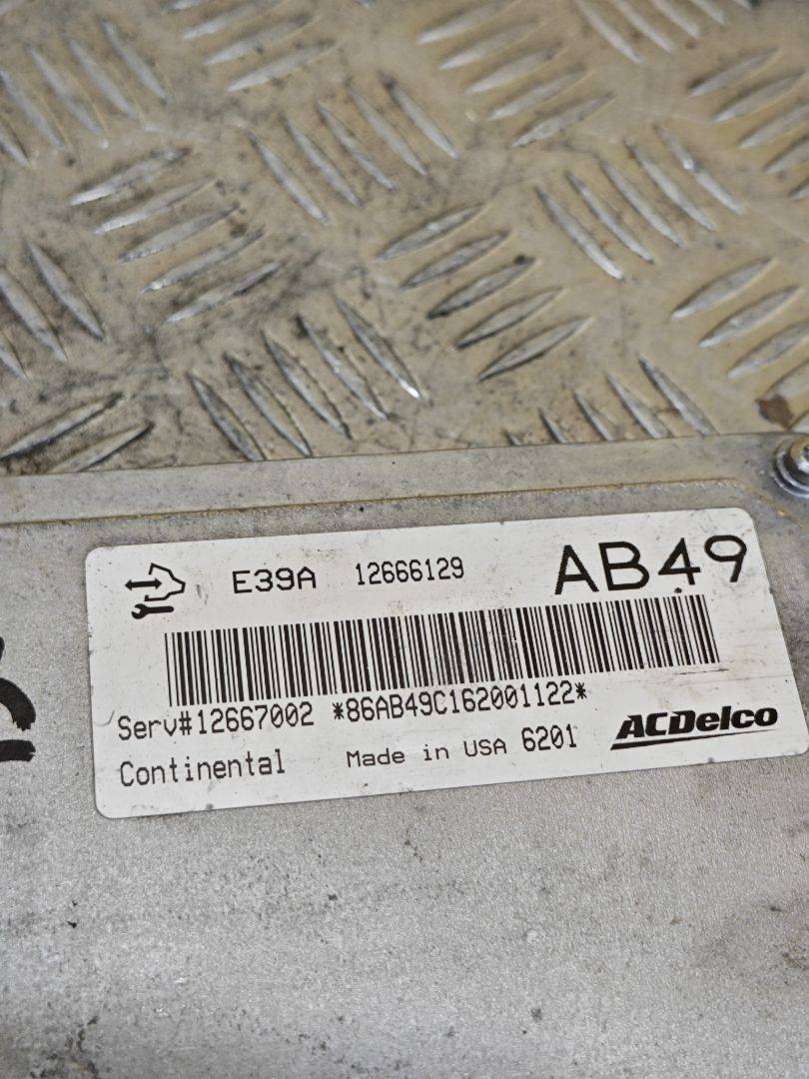 E39A 12666129 AB49
Serv#12667002 *86AB49C162001122*
Continental Made in USA 6201 ACDelco